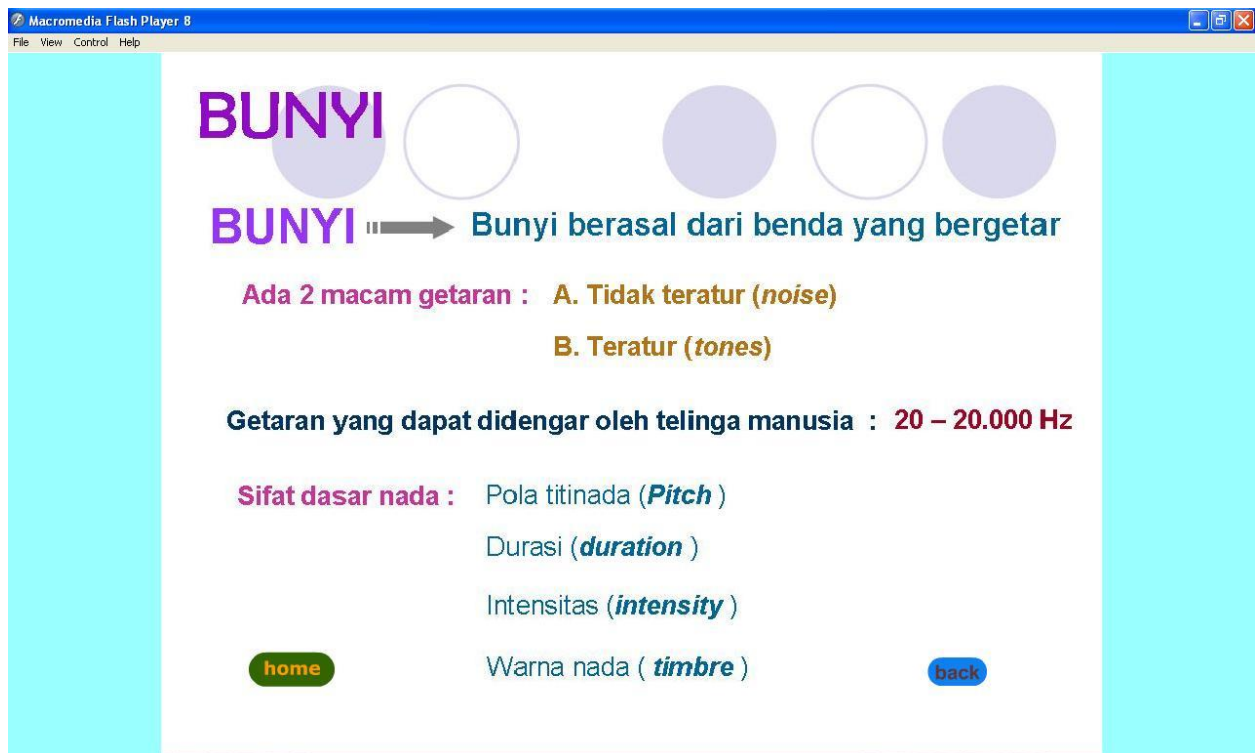 Macromedia Flash Player 8
File View Control Help
BUNYI
BUNYI Bunyi berasal dari benda yang bergetar
Ada 2 macam getaran : A. Tidak teratur (noise)
B. Teratur (tones)
Getaran yang dapat didengar oleh telinga manusia : 20 – 20.000 Hz
Sifat dasar nada : Pola titinada (Pitch )
Durasi (duration )
Intensitas (intensity )
home Warna nada ( timbre ) back